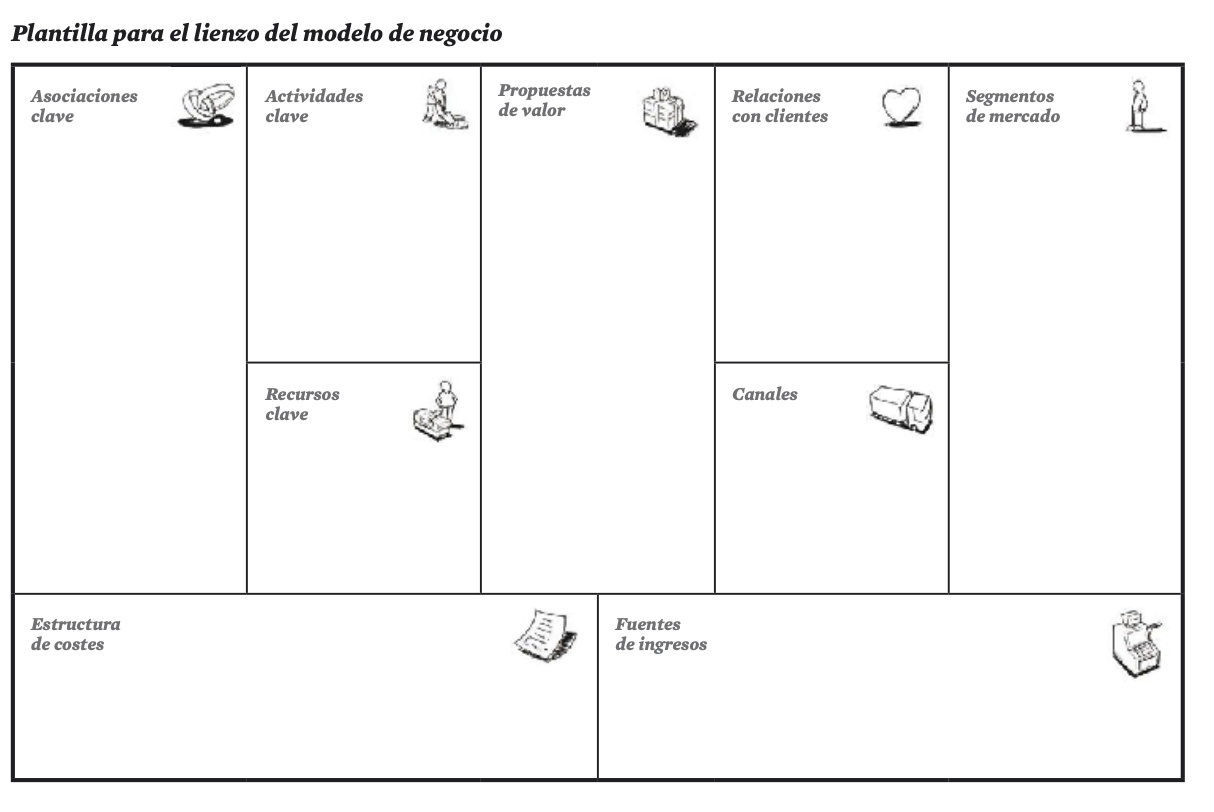 Plantilla para el lienzo del modelo de negocio
Asociaciones
clave
Actividades
clave
Propuestas
de valor
Relaciones
con clientes
Segmentos
de mercado
Recursos
clave
Canales
Estructura
de costes
Fuentes
de ingresos